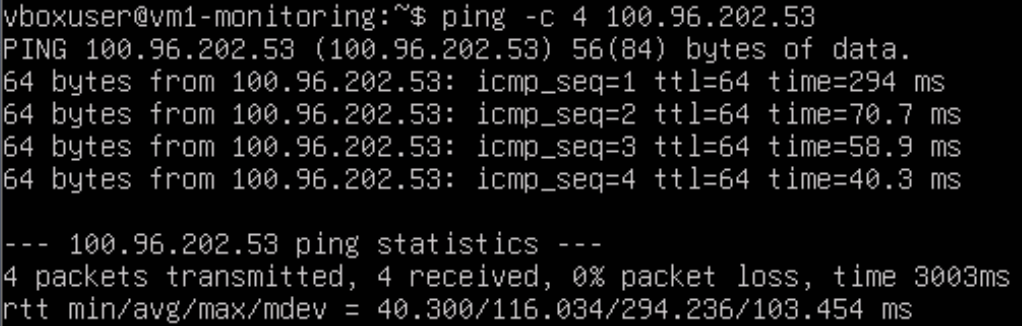 vboxuser@vm1-monitoring:~$ ping -c 4 100.96.202.53
PING 100.96.202.53 (100.96.202.53) 56(84) bytes of data.
64 bytes from 100.96.202.53: icmp_seq=1 ttl=64 time=294 ms
64 bytes from 100.96.202.53: icmp_seq=2 ttl=64 time=70.7 ms
64 bytes from 100.96.202.53: icmp_seq=3 ttl=64 time=58.9 ms
64 bytes from 100.96.202.53: icmp_seq=4 ttl=64 time=40.3 ms

--- 100.96.202.53 ping statistics ---
4 packets transmitted, 4 received, 0% packet loss, time 3003ms
rtt min/avg/max/mdev = 40.300/116.034/294.236/103.454 ms